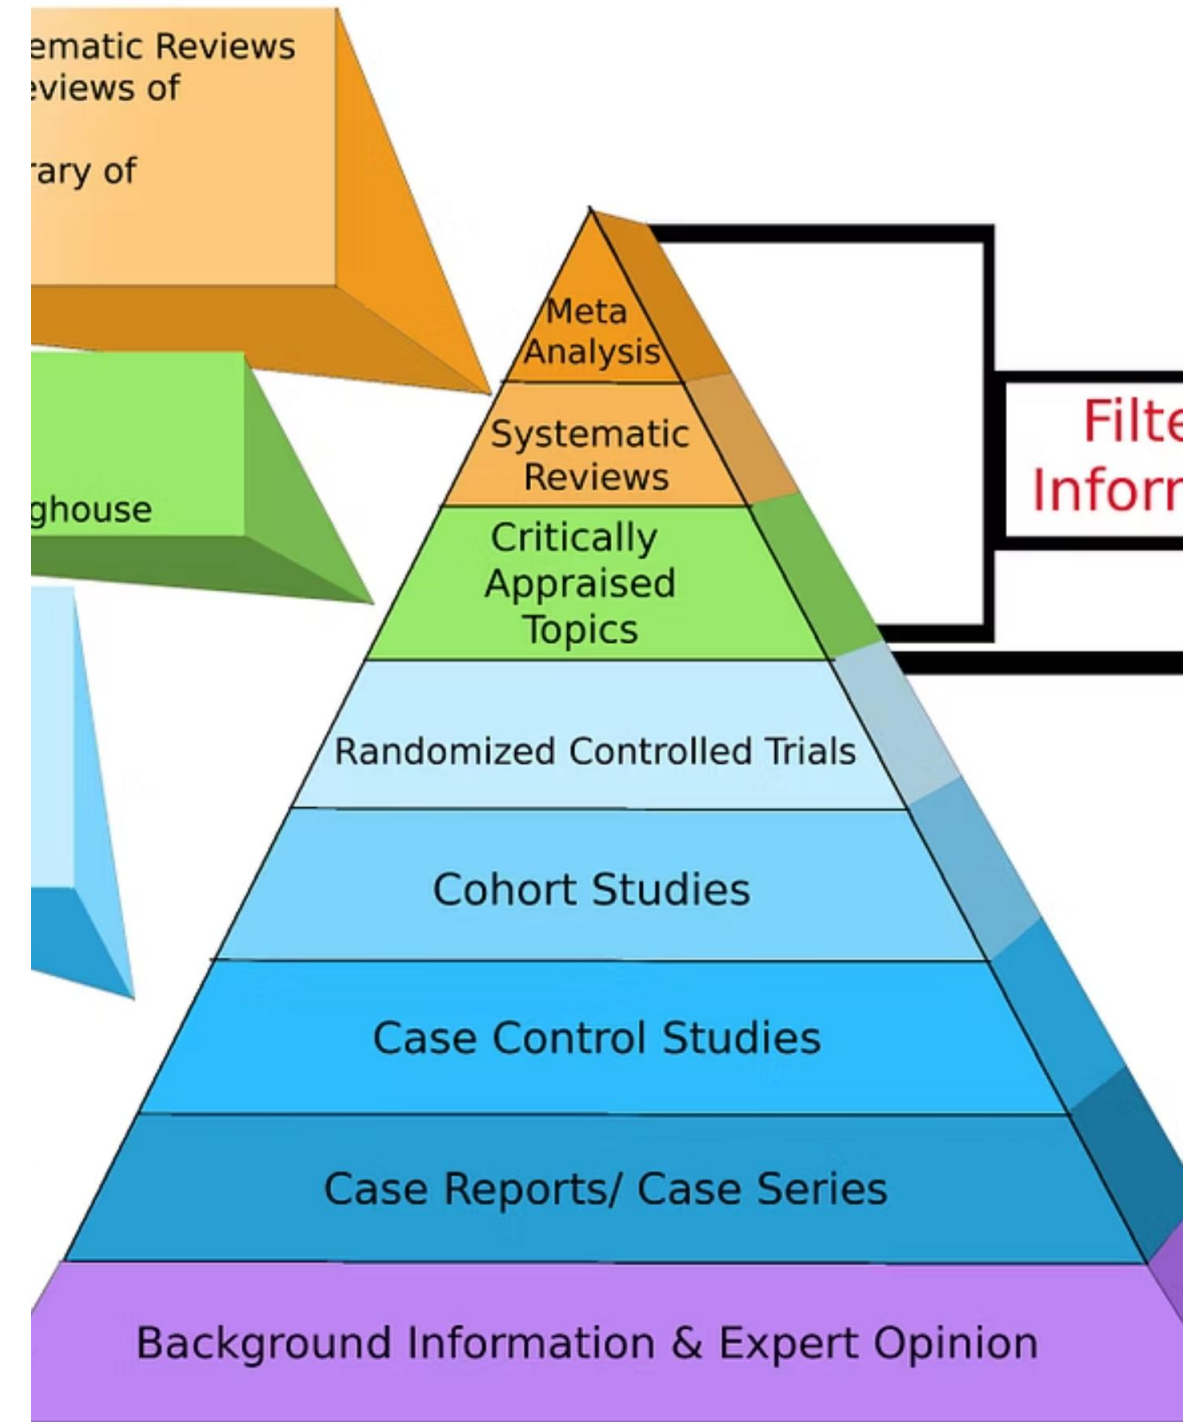 ematic Reviews
eviews of
rary of
ghouse
Meta
Analysis
Systematic
Reviews
Critically
Appraised
Topics
Filte
Inforr
Randomized Controlled Trials
Cohort Studies
Case Control Studies
Case Reports/ Case Series
Background Information & Expert Opinion